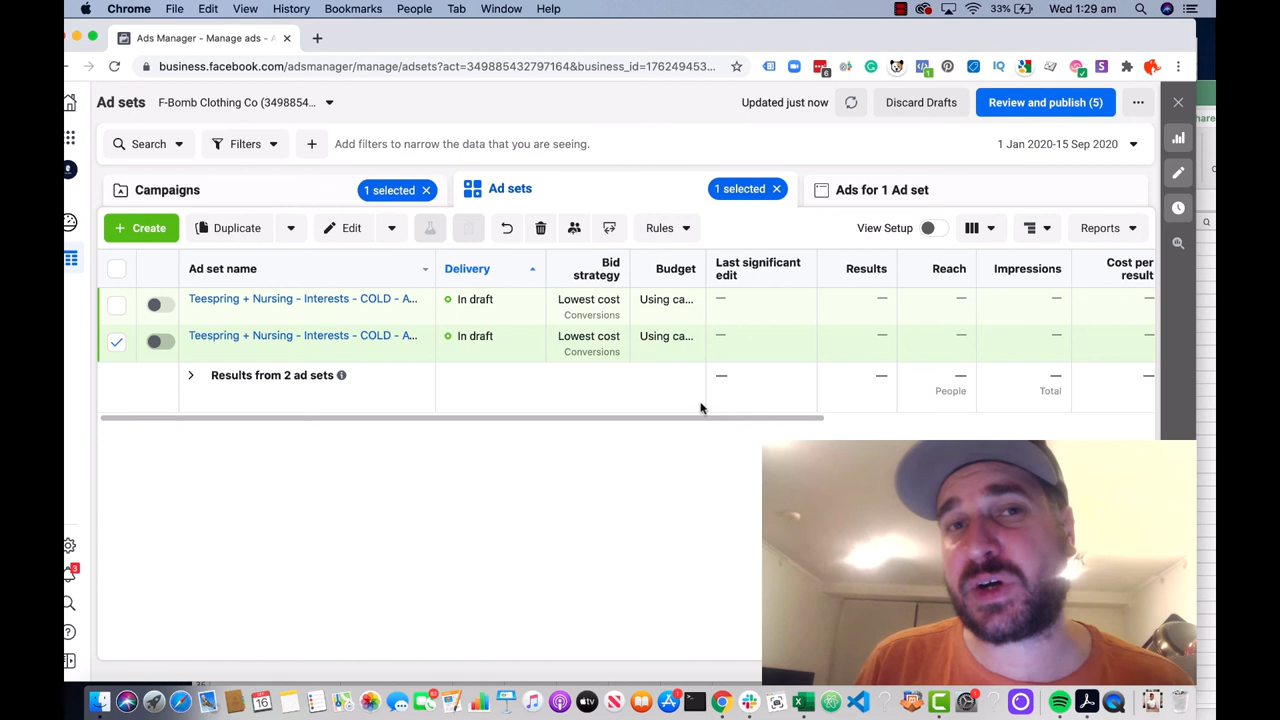 Chrome File Edit View History Bookmarks People Tab Window Help 33% Wed 1:29 am
Ads Manager - Manage ads - A
business.facebook.com/adsmanager/manage/adsets?act=349885432797164&business_id=176249453...
Ad sets F-Bomb Clothing Co (3498854... Updated just now Discard Drafts Review and publish (5)
Search Filters Add filters to narrow the data that you are seeing. 1 Jan 2020-15 Sep 2020
Campaigns 1 selected Ad sets 1 selected Ads for 1 Ad set
Create Duplicate Edit Rules View Setup Reports
Ad set name Delivery Bid strategy Budget Last significant edit Results Reach Impressions Cost per result
Teespring + Nursing - Interests - COLD - A... In draft Lowest cost Using ca... — — — — —
Conversions
Teespring + Nursing - Interests - COLD - A... In draft Lowest cost Using ca... — — — — —
Conversions
Results from 2 ad sets — — — — —
People Total